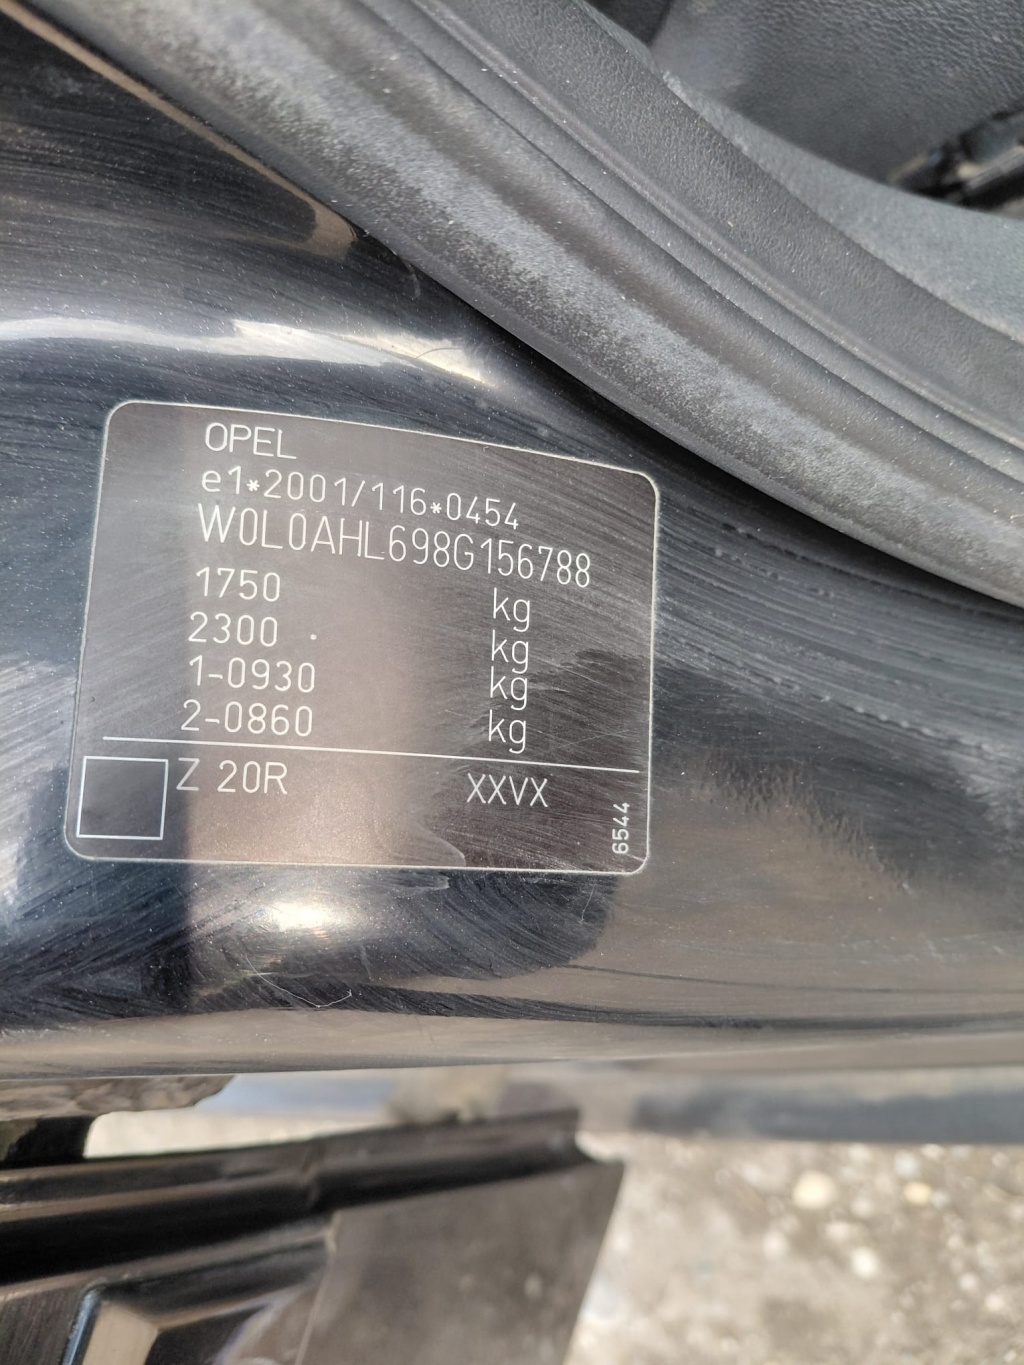 OPEL
e1*2001/116*0454
W0L0AHL698G156788
1750 kg
2300 kg
1-0930 kg
2-0860 kg
Z 20R XXVX
6544